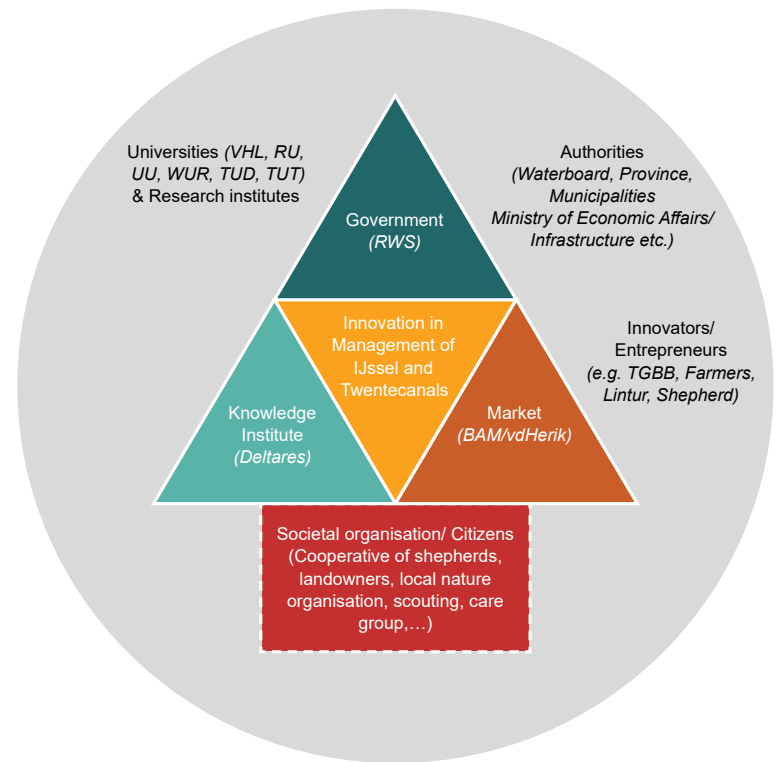 Universities (VHL, RU,
UU, WUR, TUD, TUT)
& Research institutes
Authorities
(Waterboard, Province,
Municipalities
Ministry of Economic Affairs/
Infrastructure etc.)
Government
(RWS)
Innovation in
Management of
IJssel and
Twentecanals
Innovators/
Entrepreneurs
(e.g. TGBB, Farmers,
Lintur, Shepherd)
Knowledge
Institute
(Deltares)
Market
(BAM/vdHerik)
Societal organisation/ Citizens
(Cooperative of shepherds,
landowners, local nature
organisation, scouting, care
group,…)